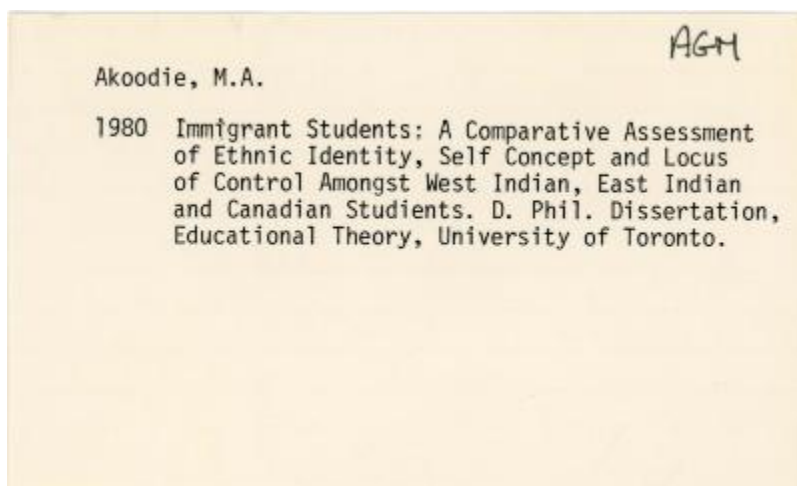 AGM
Akoodie, M.A.
1980 Immigrant Students: A Comparative Assessment
of Ethnic Identity, Self Concept and Locus
of Control Amongst West Indian, East Indian
and Canadian Studients. D. Phil. Dissertation,
Educational Theory, University of Toronto.